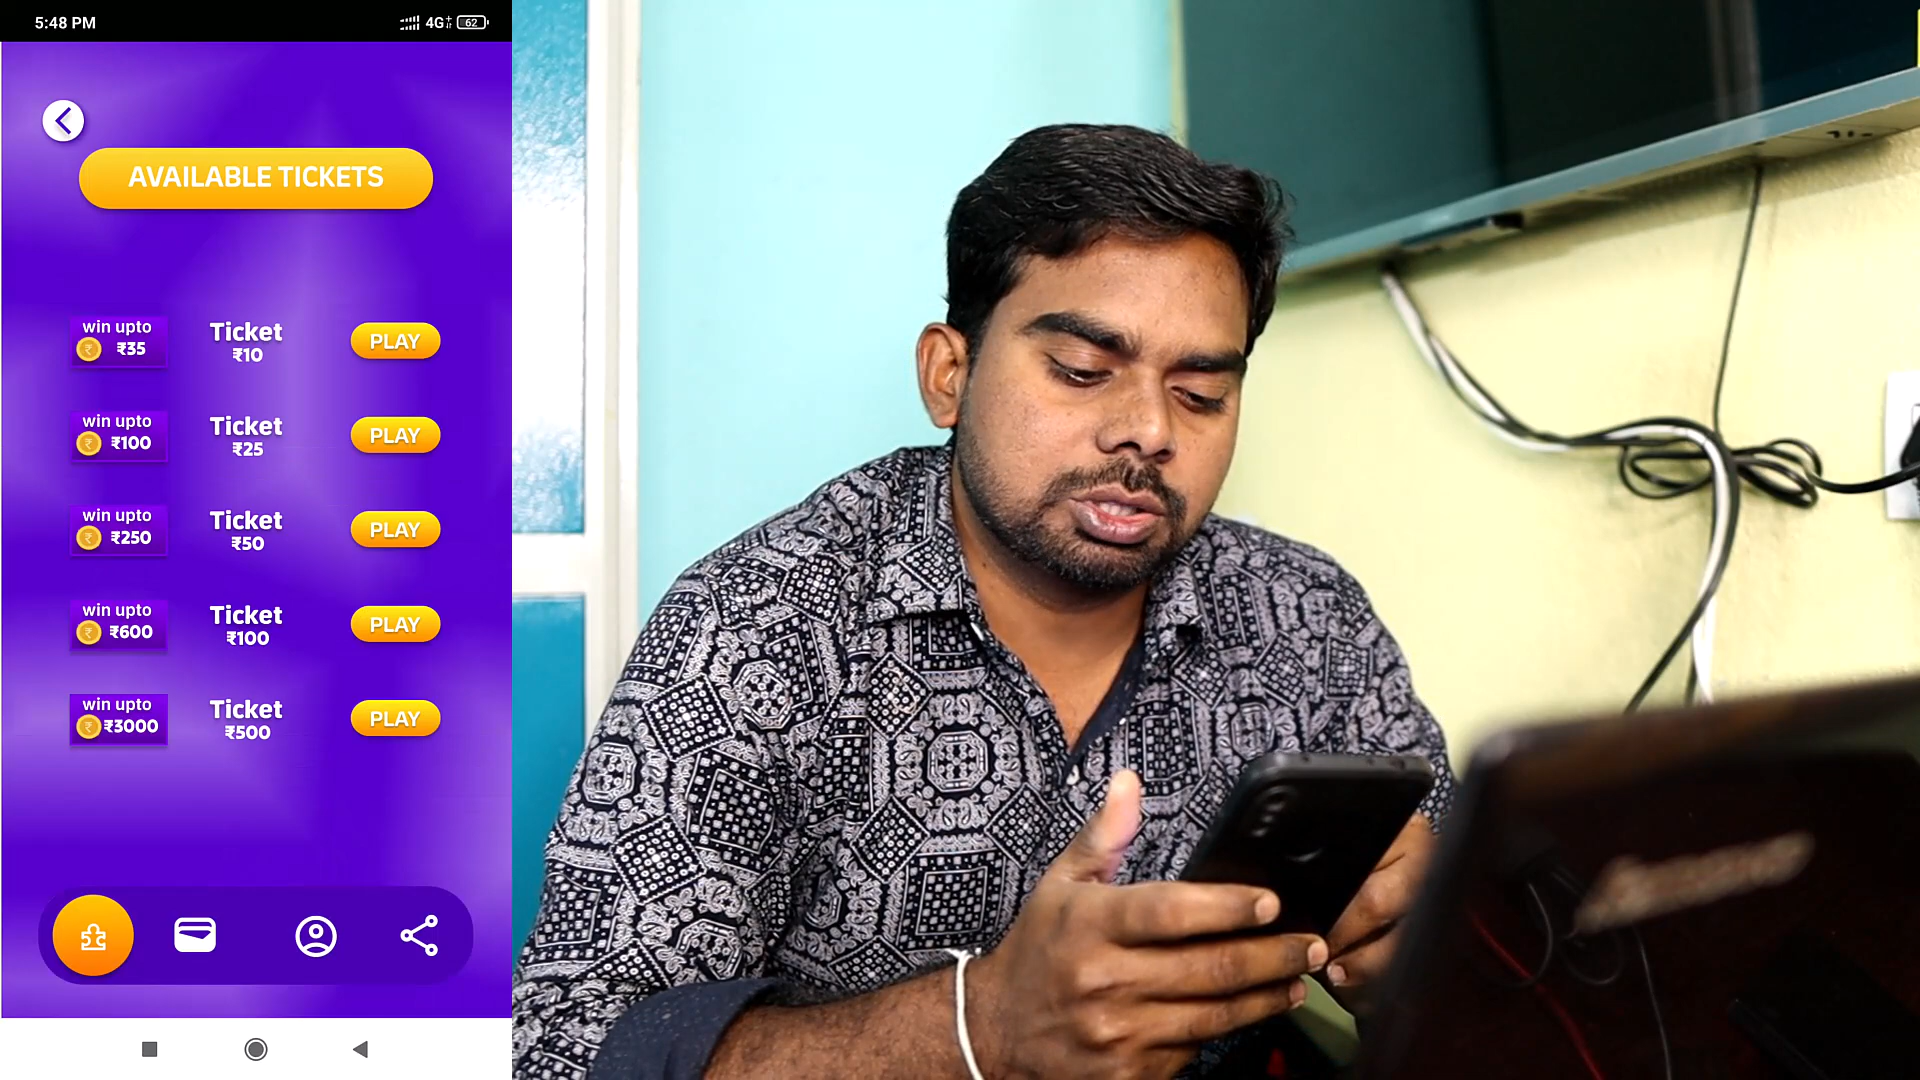 5:48 PM
4G
62
AVAILABLE TICKETS
win upto
₹35
Ticket
₹10
PLAY
win upto
₹100
Ticket
₹25
PLAY
win upto
₹250
Ticket
₹50
PLAY
win upto
₹600
Ticket
₹100
PLAY
win upto
₹3000
Ticket
₹500
PLAY